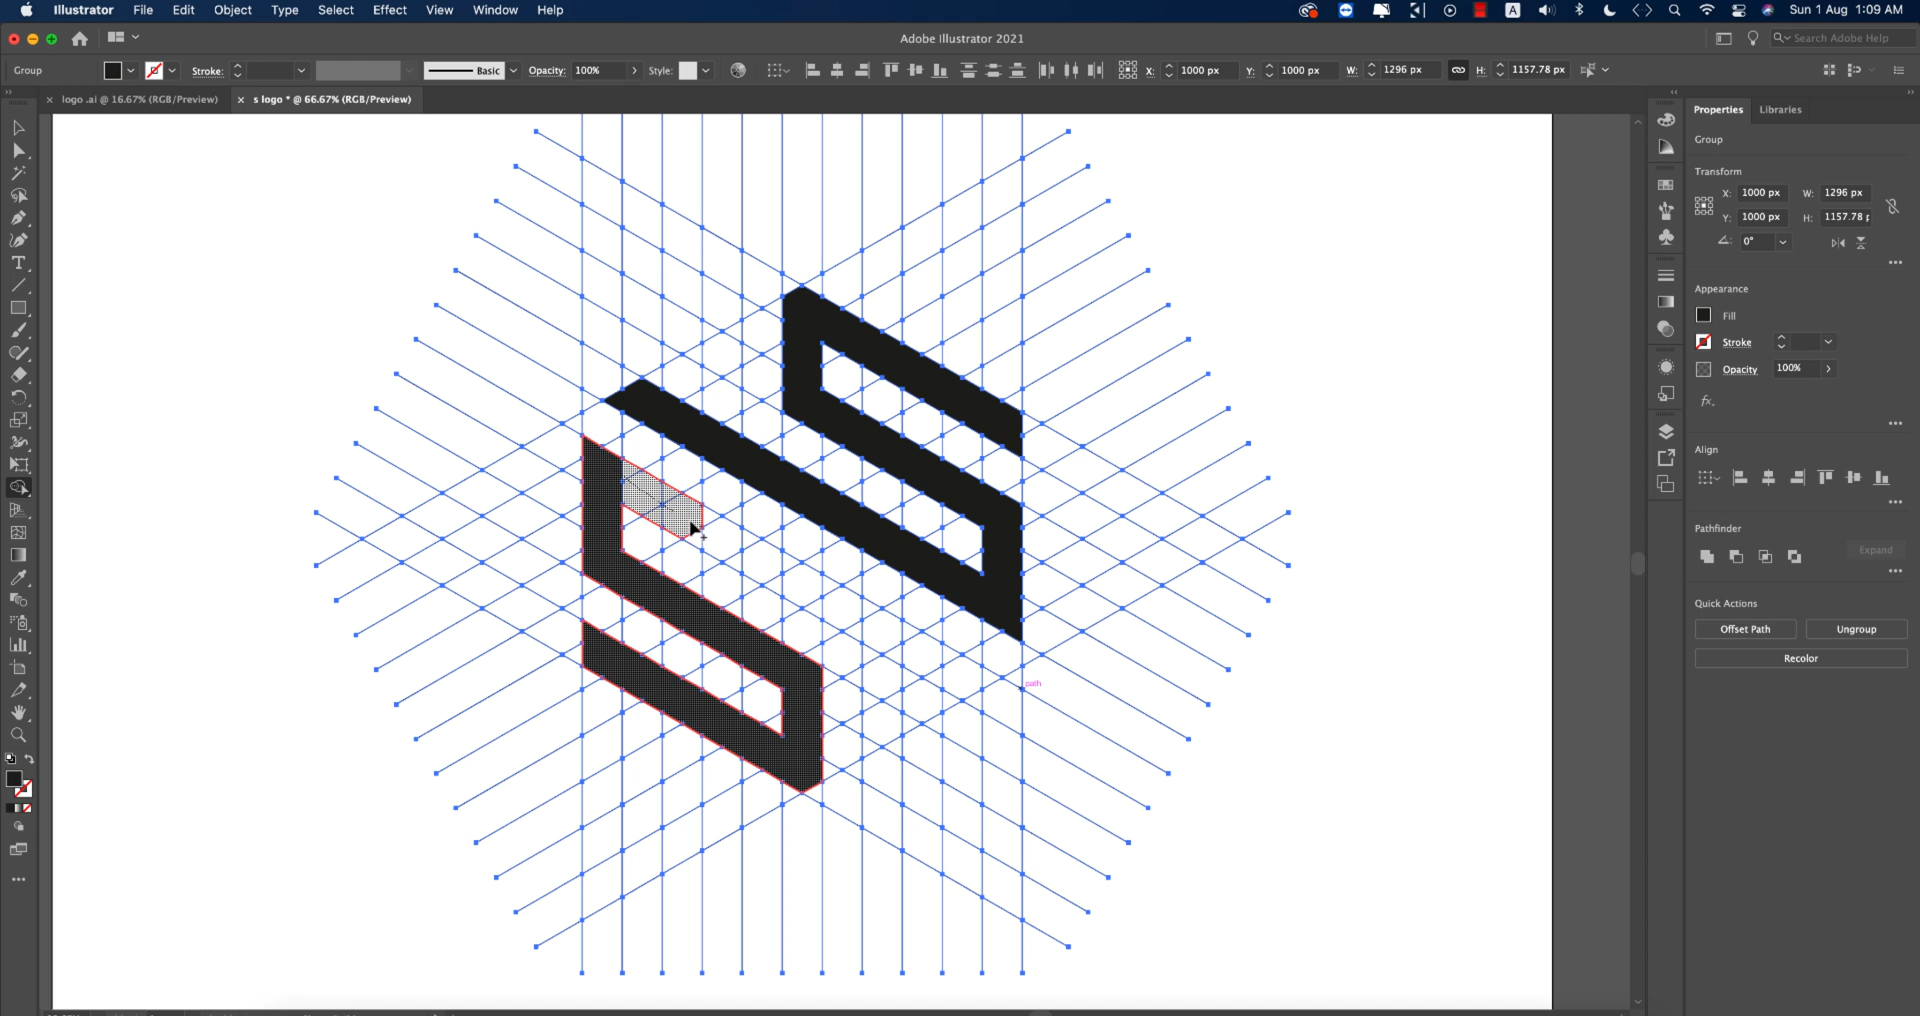 Illustrator File Edit Object Type Select Effect View Window Help A Sun 1 Aug 1:09 AM
Adobe Illustrator 2021 Search Adobe Help
Group Stroke: Basic Opacity: 100% Style: X: 1000 px Y: 1000 px W: 1296 px H: 1157.78 px
logo .ai @ 16.67% (RGB/Preview) s logo * @ 66.67% (RGB/Preview)
Properties Libraries
Group
Transform
X: 1000 px W: 1296 px
Y: 1000 px H: 1157.78 p
0°
Appearance
Fill
Stroke
Opacity 100%
fx.
Align
Pathfinder
Expand
Quick Actions
Offset Path Ungroup
Recolor
path